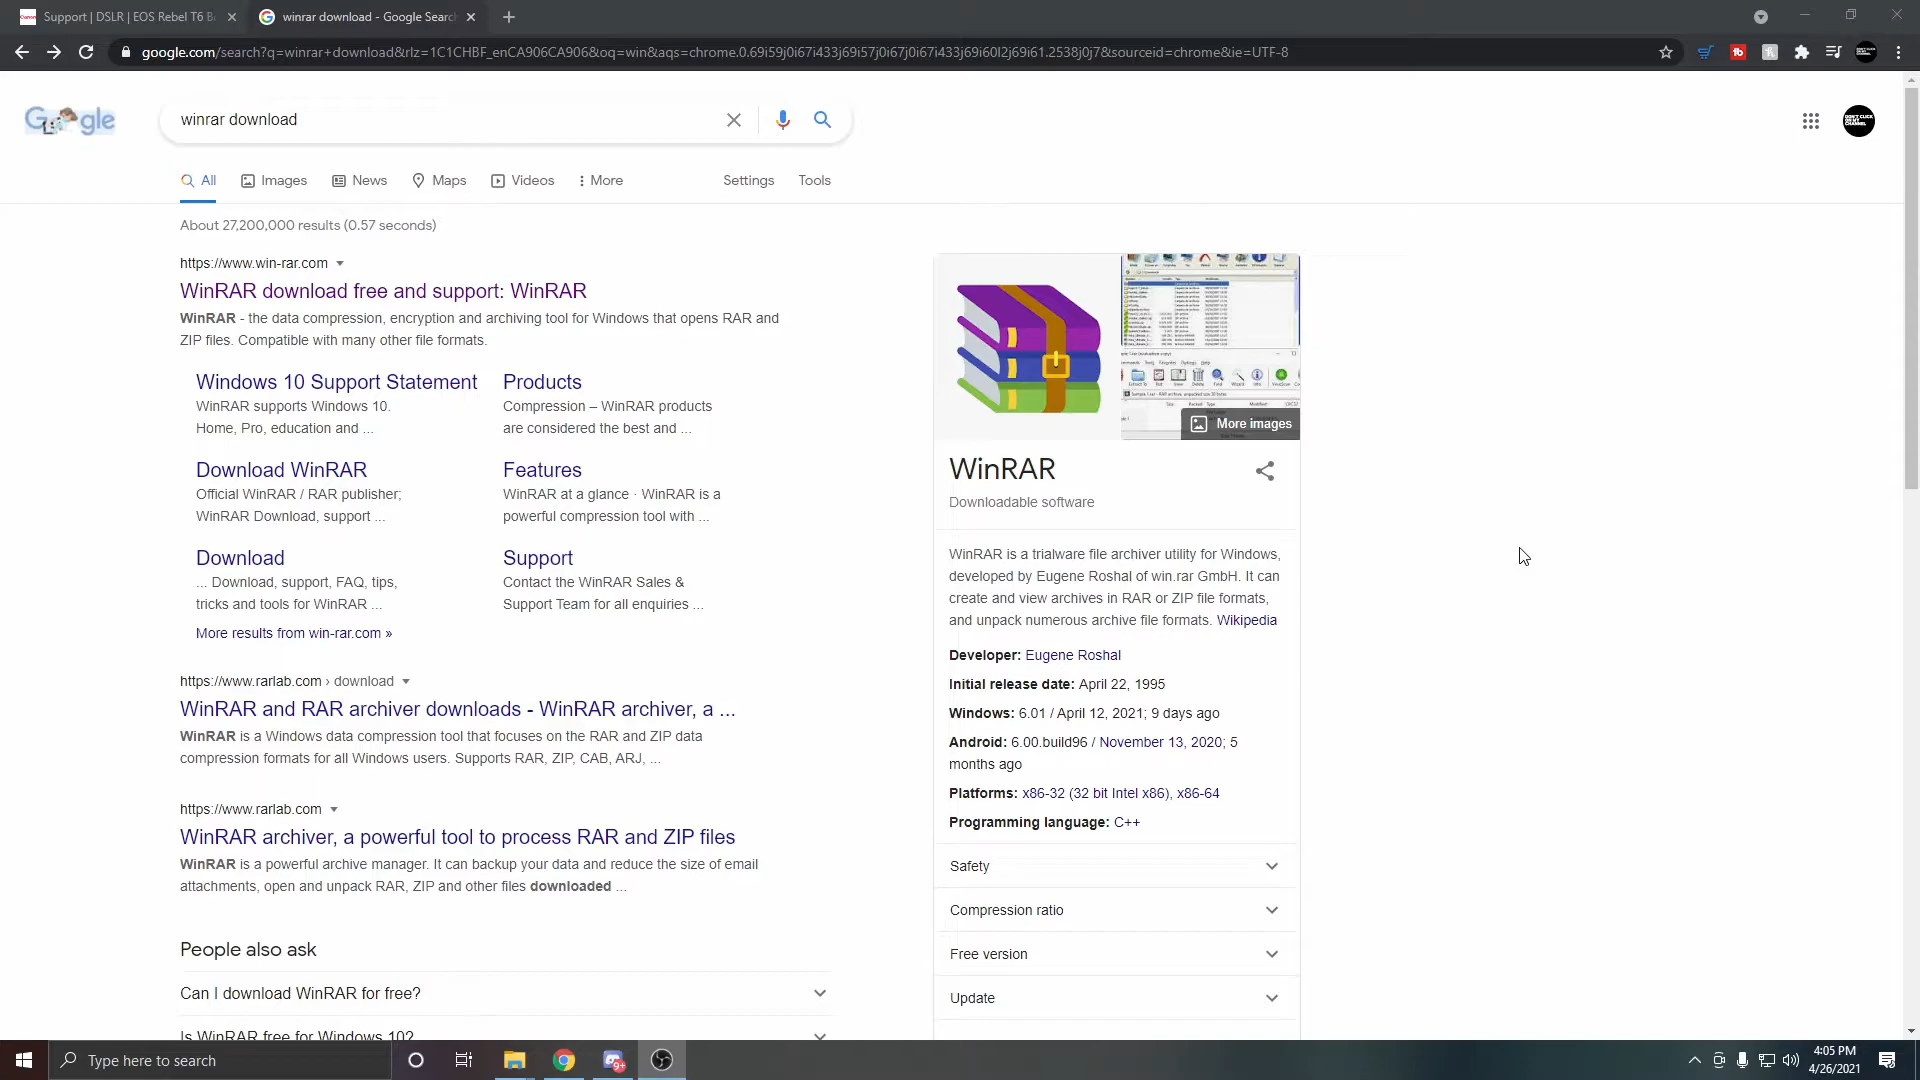 Support | DSLR | EOS Rebel T6 B
winrar download - Google Search
google.com/search?q=winrar+download&rlz=1C1CHBF_enCA906CA906&oq=win&aqs=chrome.0.69i59j0i67i433j69i57j0i67j0i67i433j69i60l2j69i61.2538j0j7&sourceid=chrome&ie=UTF-8
Google
winrar download
All
Images
News
Maps
Videos
More
Settings
Tools
About 27,200,000 results (0.57 seconds)
https://www.win-rar.com
WinRAR download free and support: WinRAR
WinRAR - the data compression, encryption and archiving tool for Windows that opens RAR and
ZIP files. Compatible with many other file formats.
Windows 10 Support Statement
WinRAR supports Windows 10.
Home, Pro, education and ...
Products
Compression – WinRAR products
are considered the best and ...
Download WinRAR
Official WinRAR / RAR publisher;
WinRAR Download, support ...
Features
WinRAR at a glance · WinRAR is a
powerful compression tool with ...
Download
... Download, support, FAQ, tips,
tricks and tools for WinRAR ...
Support
Contact the WinRAR Sales &
Support Team for all enquiries ...
More results from win-rar.com »
https://www.rarlab.com › download
WinRAR and RAR archiver downloads - WinRAR archiver, a ...
WinRAR is a Windows data compression tool that focuses on the RAR and ZIP data
compression formats for all Windows users. Supports RAR, ZIP, CAB, ARJ, ...
https://www.rarlab.com
WinRAR archiver, a powerful tool to process RAR and ZIP files
WinRAR is a powerful archive manager. It can backup your data and reduce the size of email
attachments, open and unpack RAR, ZIP and other files downloaded ...
People also ask
Can I download WinRAR for free?
Is WinRAR free for Windows 10?
More images
WinRAR
Downloadable software
WinRAR is a trialware file archiver utility for Windows,
developed by Eugene Roshal of win.rar GmbH. It can
create and view archives in RAR or ZIP file formats,
and unpack numerous archive file formats. Wikipedia
Developer: Eugene Roshal
Initial release date: April 22, 1995
Windows: 6.01 / April 12, 2021; 9 days ago
Android: 6.00.build96 / November 13, 2020; 5
months ago
Platforms: x86-32 (32 bit Intel x86), x86-64
Programming language: C++
Safety
Compression ratio
Free version
Update
Type here to search
9+
4:05 PM
4/26/2021